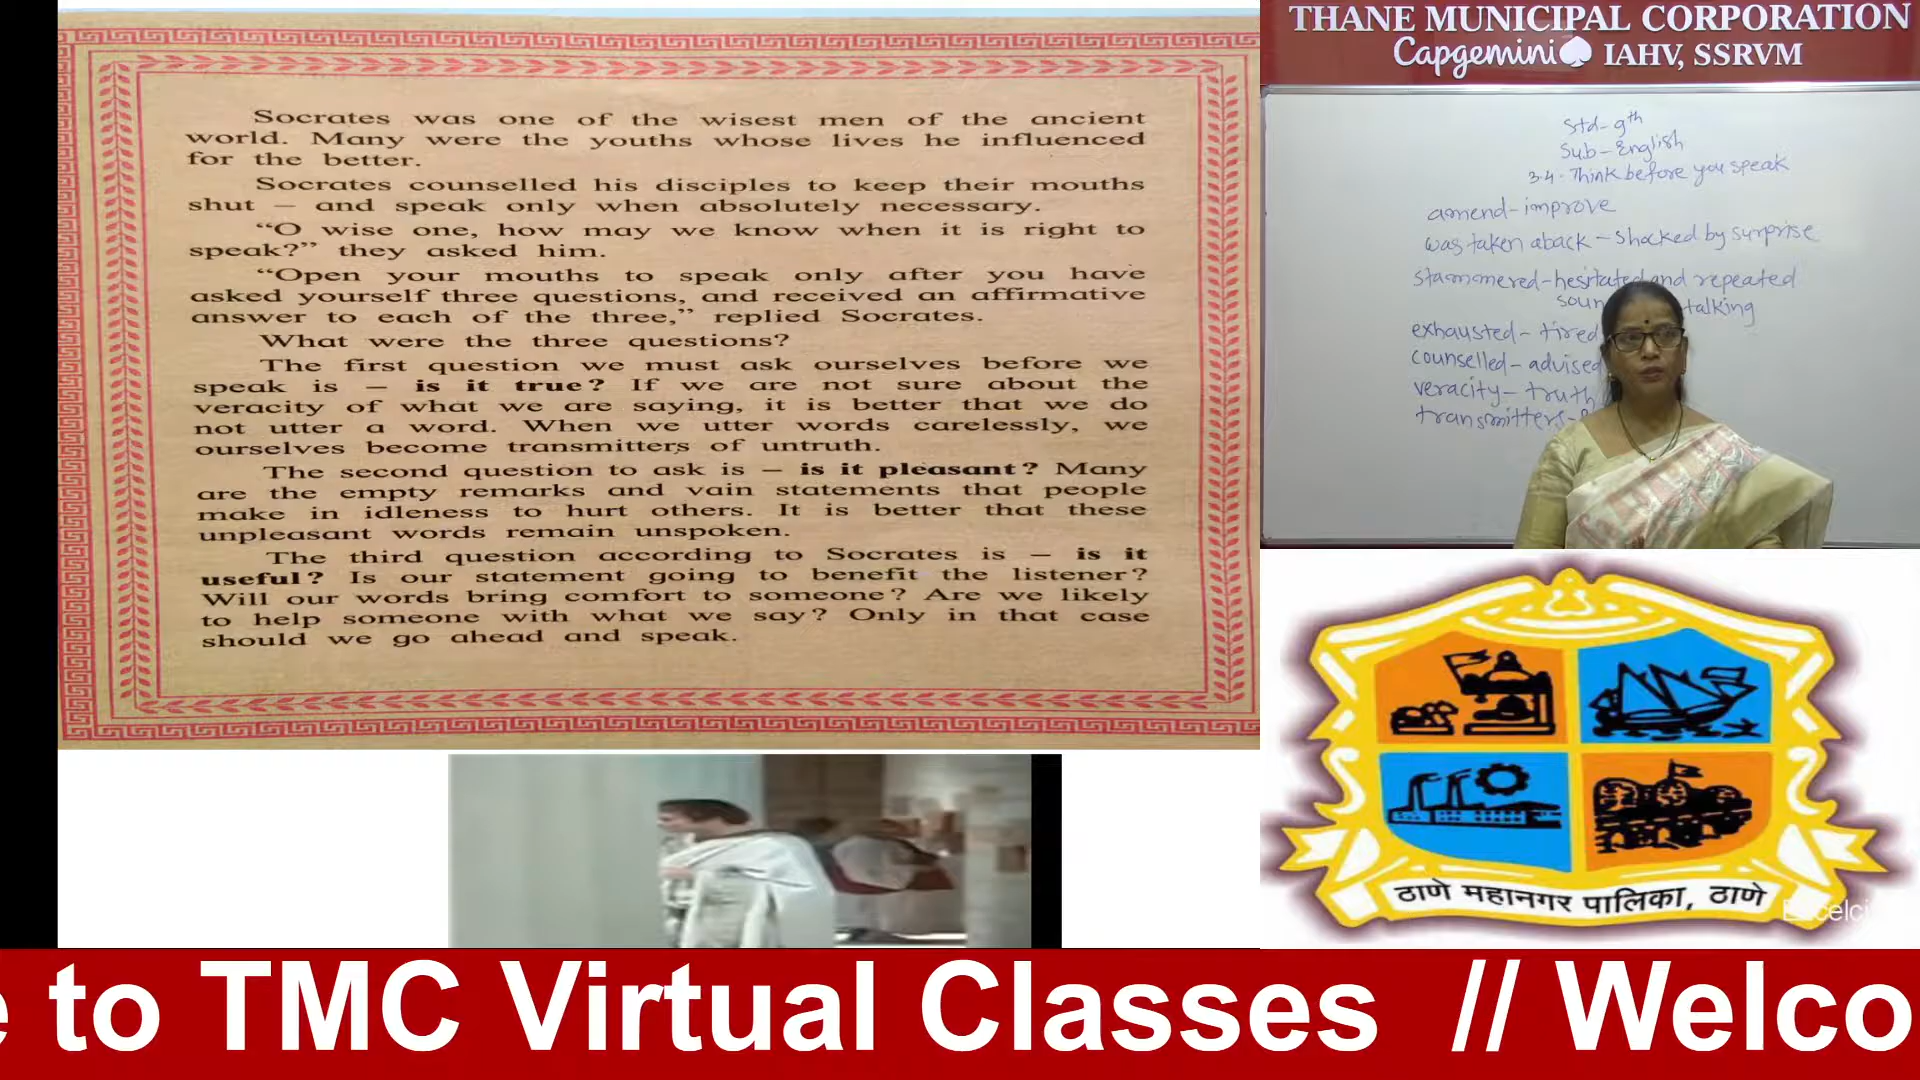 Socrates was one of the wisest men of the ancient
world. Many were the youths whose lives he influenced
for the better.
Socrates counselled his disciples to keep their mouths
shut — and speak only when absolutely necessary.
“O wise one, how may we know when it is right to
speak?” they asked him.
“Open your mouths to speak only after you have
asked yourself three questions, and received an affirmative
answer to each of the three,” replied Socrates.
What were the three questions?
The first question we must ask ourselves before we
speak is — is it true? If we are not sure about the
veracity of what we are saying, it is better that we do
not utter a word. When we utter words carelessly, we
ourselves become transmitters of untruth.
The second question to ask is — is it pleasant? Many
are the empty remarks and vain statements that people
make in idleness to hurt others. It is better that these
unpleasant words remain unspoken.
The third question according to Socrates is — is it
useful? Is our statement going to benefit the listener?
Will our words bring comfort to someone? Are we likely
to help someone with what we say? Only in that case
should we go ahead and speak.
THANE MUNICIPAL CORPORATION
Capgemini IAHV, SSRVM
Std-9th
Sub-English
3.4. Think before you speak
amend-improve
was taken aback-shocked by surprise
stammered-hesitated and repeated
soun talking
exhausted-tired
counselled-advised
veracity-truth
transmitters-
ठाणे महानगर पालिका, ठाणे
e to TMC Virtual Classes // Welco